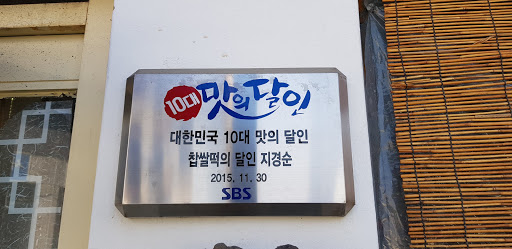 10대 맛의 달인
대한민국 10대 맛의 달인
찹쌀떡의 달인 지경순
2015. 11. 30
SBS